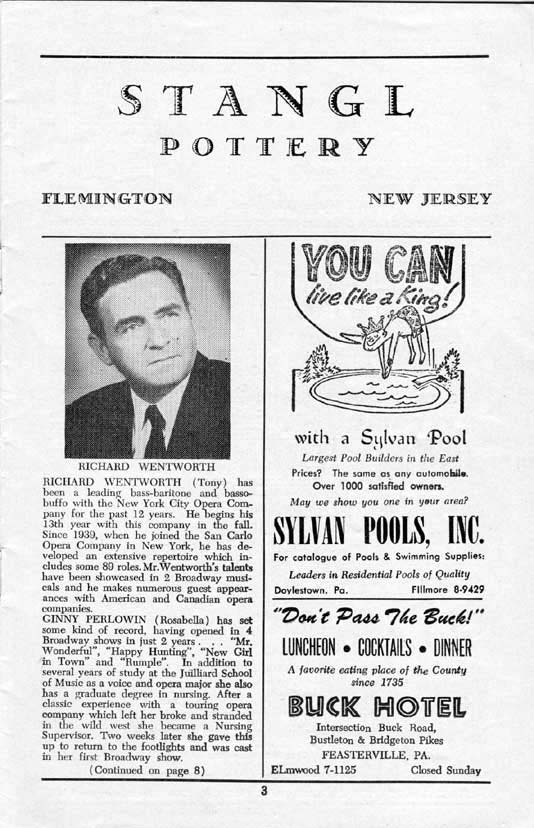 STANGL
POTTERY
FLEMINGTON NEW JERSEY
RICHARD WENTWORTH
RICHARD WENTWORTH (Tony) has
been a leading bass-baritone and basso-
buffo with the New York City Opera Com-
pany for the past 12 years. He begins his
13th year with this company in the fall.
Since 1939, when he joined the San Carlo
Opera Company in New York, he has de-
veloped an extensive repertoire which in-
cludes some 89 roles. Mr. Wentworth's talents
have been showcased in 2 Broadway musi-
cals and he makes numerous guest appear-
ances with American and Canadian opera
companies.
GINNY PERLOWIN (Rosabella) has set
some kind of record, having opened in 4
Broadway shows in just 2 years . . . "Mr.
Wonderful", "Happy Hunting", "New Girl
in Town" and "Rumple". In addition to
several years of study at the Juilliard School
of Music as a voice and opera major she also
has a graduate degree in nursing. After a
classic experience with a touring opera
company which left her broke and stranded
in the wild west she became a Nursing
Supervisor. Two weeks later she gave this
up to return to the footlights and was cast
in her first Broadway show.
(Continued on page 8)
YOU CAN
live like a King!
with a Sylvan Pool
Largest Pool Builders in the East
Prices? The same as any automobile.
Over 1000 satisfied owners.
May we show you one in your area?
SYLVAN POOLS, INC.
For catalogue of Pools & Swimming Supplies:
Leaders in Residential Pools of Quality
Doylestown, Pa. FIllmore 8-9429
"Don't Pass The Buck!"
LUNCHEON • COCKTAILS • DINNER
A favorite eating place of the County
since 1735
BUCK HOTEL
Intersection Buck Road,
Bustleton & Bridgeton Pikes
FEASTERVILLE, PA.
ELmwood 7-1125 Closed Sunday
3